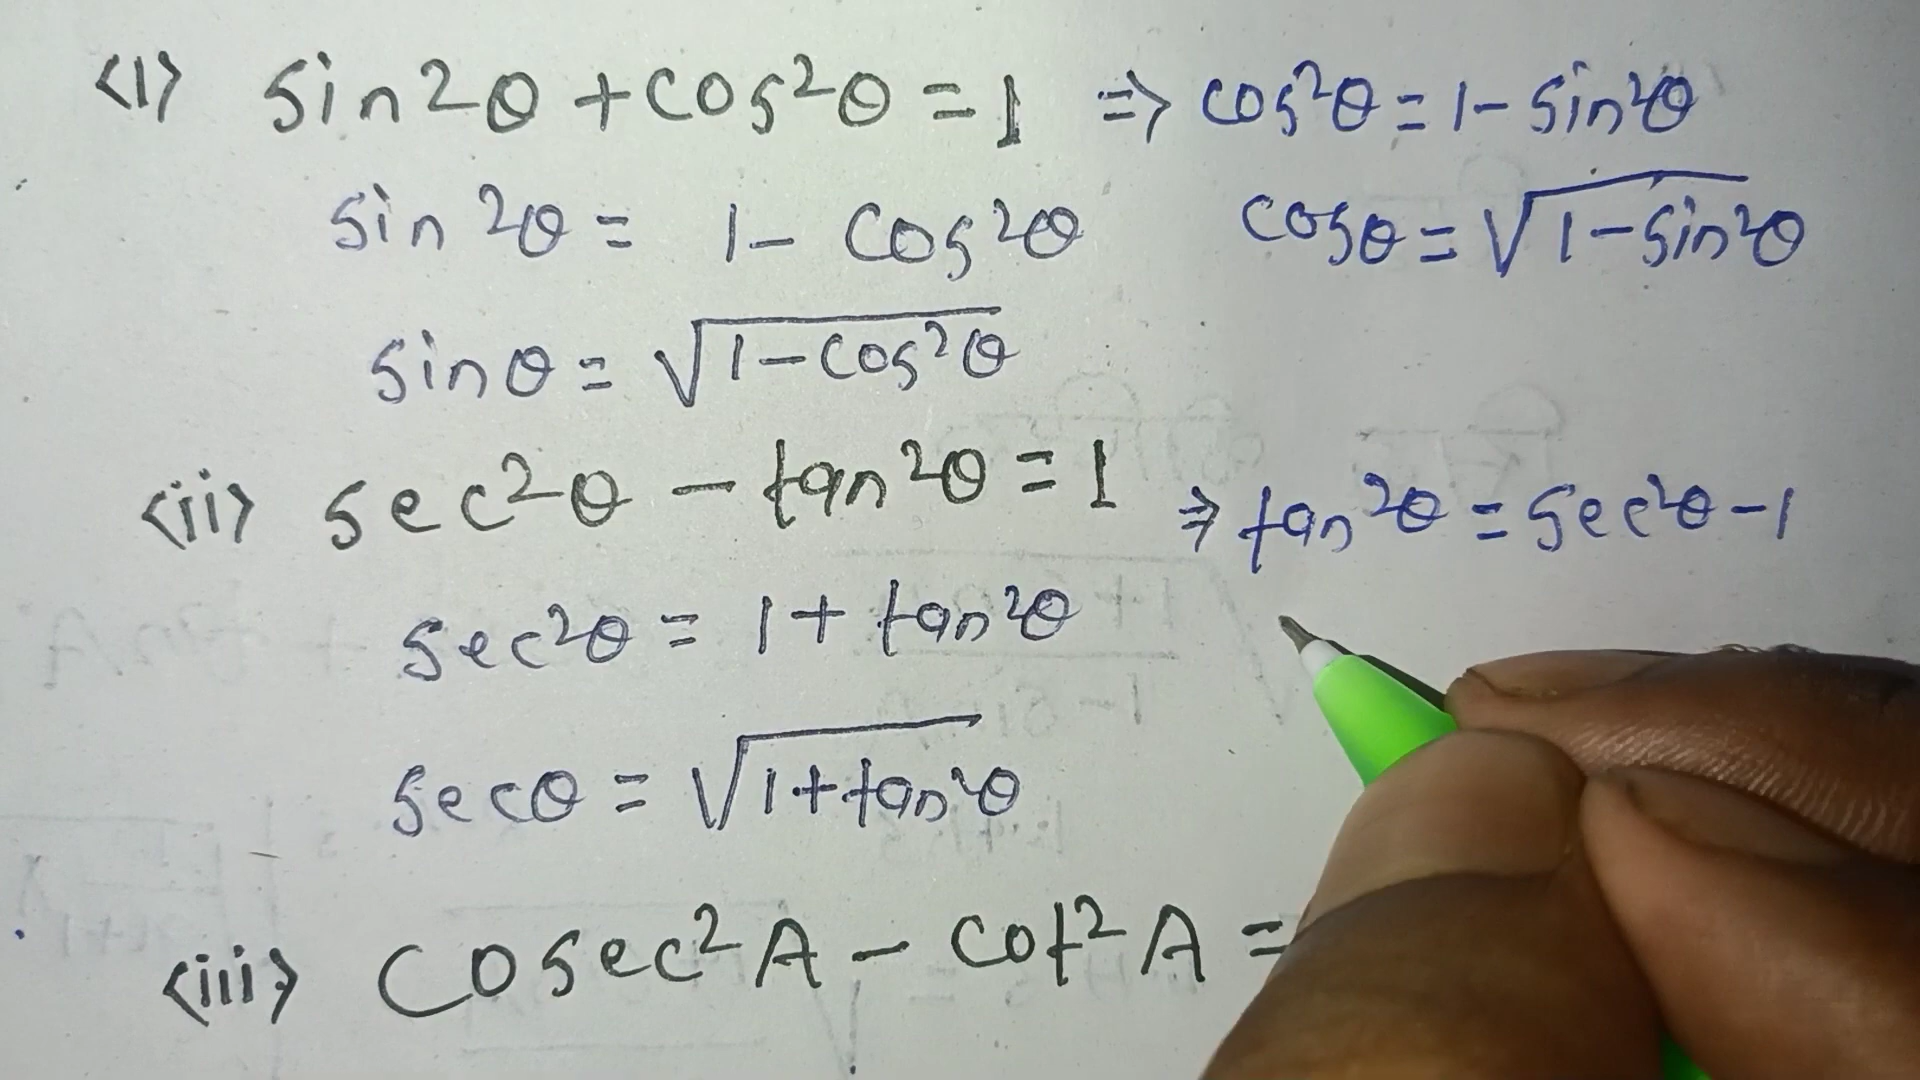 <i> sin²θ + cos²θ = 1 ⇒ cos²θ = 1 - sin²θ
sin²θ = 1 - cos²θ cosθ = √1 - sin²θ
sinθ = √1 - cos²θ
<ii> sec²θ - tan²θ = 1 ⇒ tan²θ = sec²θ - 1
sec²θ = 1 + tan²θ
secθ = √1 + tan²θ
<iii> cosec²A - cot²A =